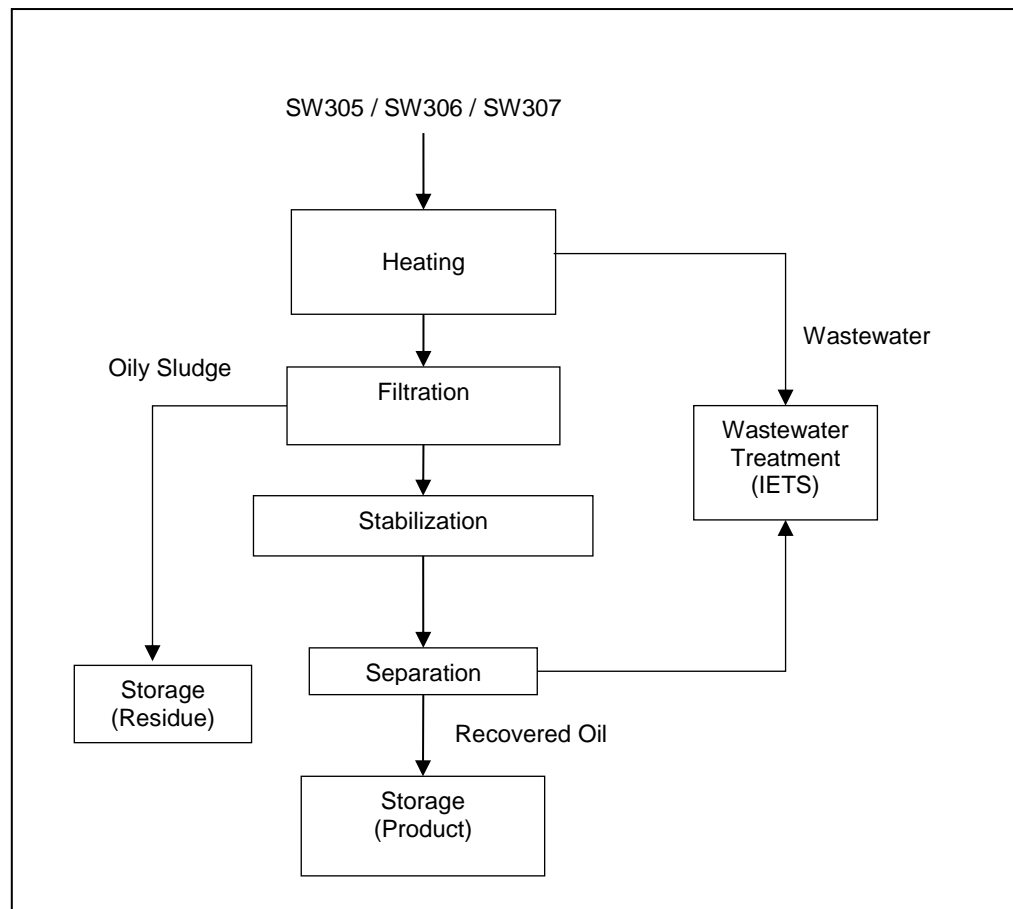 SW305 / SW306 / SW307
Heating
Wastewater
Oily Sludge
Filtration
Wastewater
Treatment
(IETS)
Stabilization
Separation
Storage
(Residue)
Recovered Oil
Storage
(Product)